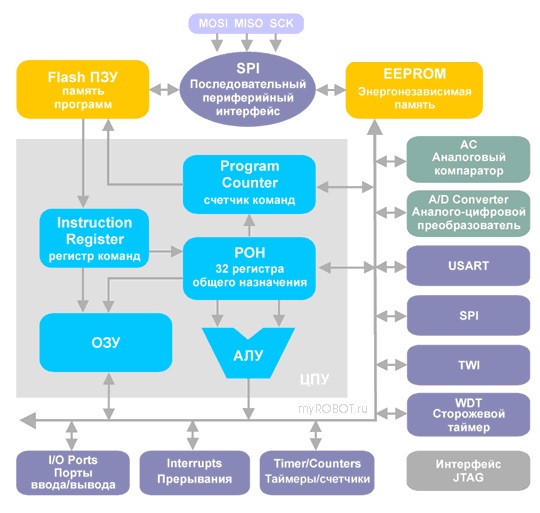 MOSI MISO SCK
SPI
Последовательный
периферийный
интерфейс
Flash ПЗУ
память
программ
EEPROM
Энергонезависимая
память
AC
Аналоговый
компаратор
Program
Counter
счетчик команд
A/D Converter
Аналого-цифровой
преобразователь
Instruction
Register
регистр команд
РОН
32 регистра
общего назначения
USART
SPI
ОЗУ
АЛУ
TWI
ЦПУ
myROBOT.ru
WDT
Сторожевой
таймер
I/O Ports
Порты
ввода/вывода
Interrupts
Прерывания
Timer/Counters
Таймеры/счетчики
Интерфейс
JTAG